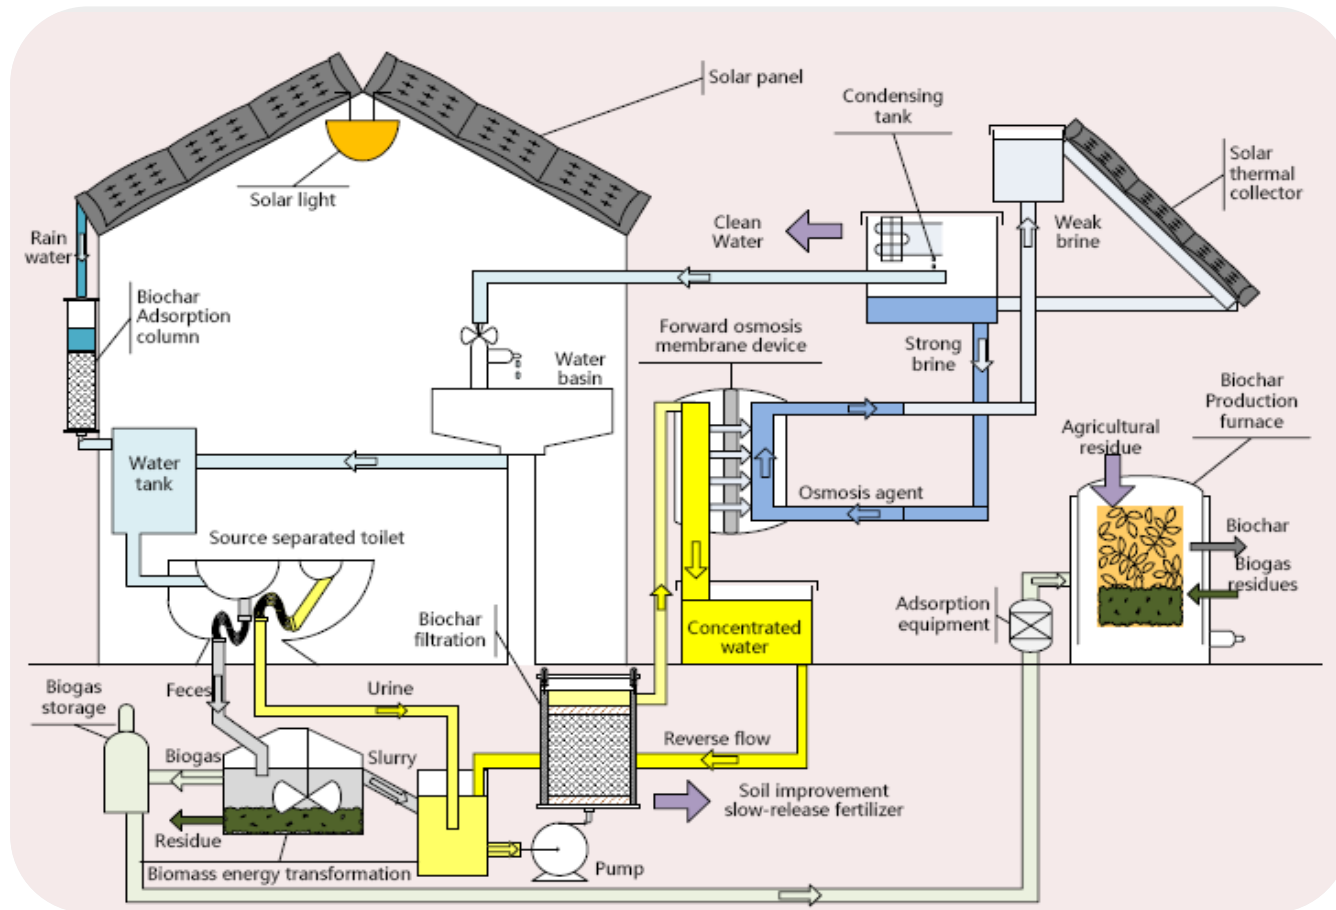 Solar panel
Condensing
tank
Solar
thermal
collector
Solar light
Clean
Water
Weak
brine
Rain
water
Biochar
Adsorption
column
Forward osmosis
membrane device
Strong
brine
Water
basin
Biochar
Production
furnace
Agricultural
residue
Water
tank
Osmosis agent
Source separated toilet
Biochar
Biogas
residues
Biochar
filtration
Adsorption
equipment
Concentrated
water
Feces
Urine
Biogas
storage
Biogas
Slurry
Reverse flow
Soil improvement
slow-release fertilizer
Residue
Biomass energy transformation
Pump